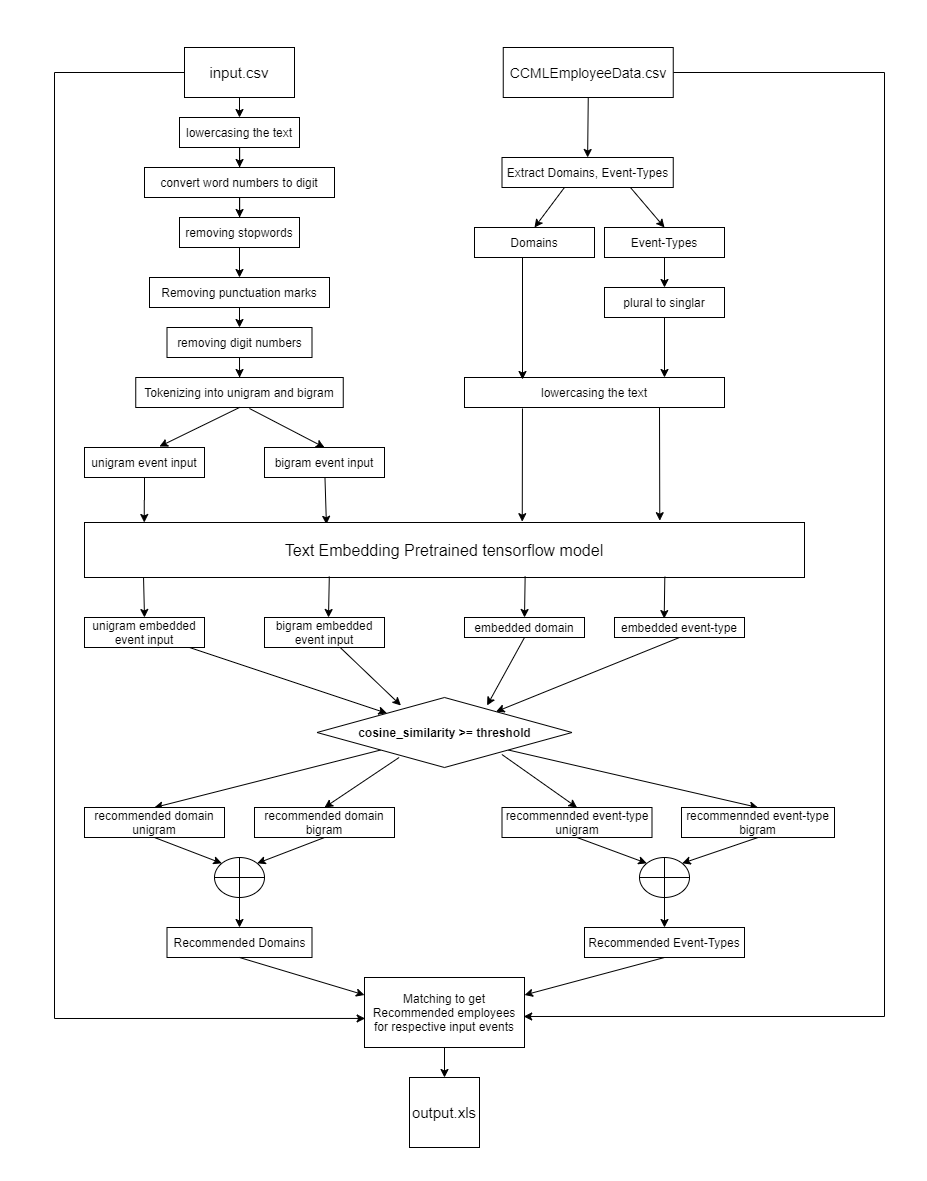 input.csv
CCMLEmployeeData.csv
lowercasing the text
convert word numbers to digit
Extract Domains, Event-Types
removing stopwords
Domains
Event-Types
Removing punctuation marks
plural to singlar
removing digit numbers
Tokenizing into unigram and bigram
lowercasing the text
unigram event input
bigram event input
Text Embedding Pretrained tensorflow model
unigram embedded
event input
bigram embedded
event input
embedded domain
embedded event-type
cosine_similarity >= threshold
recommended domain
unigram
recommended domain
bigram
recommennded event-type
unigram
recommennded event-type
bigram
Recommended Domains
Recommended Event-Types
Matching to get
Recommended employees
for respective input events
output.xls